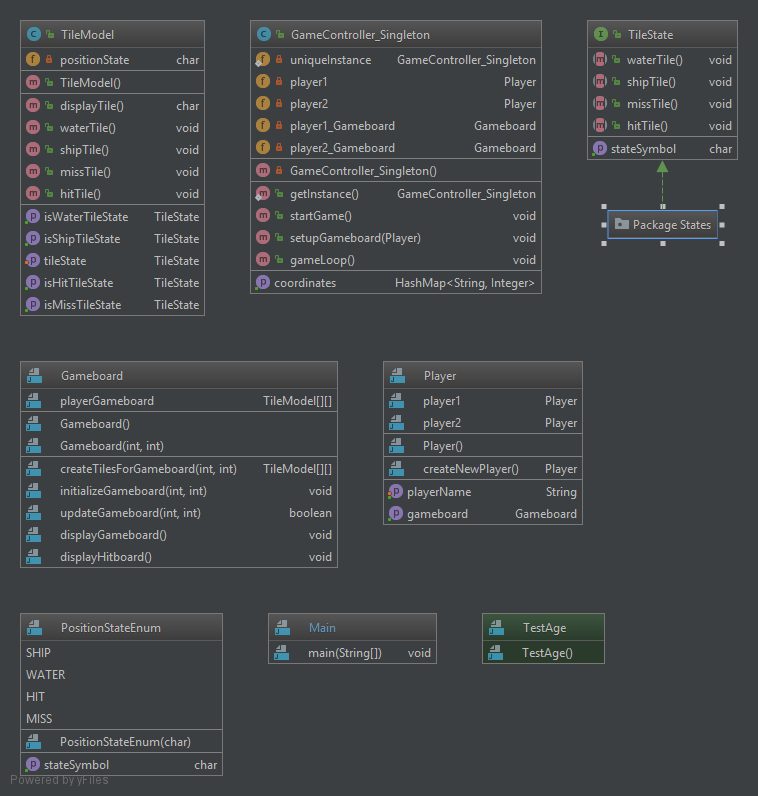 TileModel
positionState char
TileModel()
displayTile() char
waterTile() void
shipTile() void
missTile() void
hitTile() void
isWaterTileState TileState
isShipTileState TileState
tileState TileState
isHitTileState TileState
isMissTileState TileState
GameController_Singleton
uniqueInstance GameController_Singleton
player1 Player
player2 Player
player1_Gameboard Gameboard
player2_Gameboard Gameboard
GameController_Singleton()
getInstance() GameController_Singleton
startGame() void
setupGameboard(Player) void
gameLoop() void
coordinates HashMap<String, Integer>
TileState
waterTile() void
shipTile() void
missTile() void
hitTile() void
stateSymbol char
Package States
Gameboard
playerGameboard TileModel[][]
Gameboard()
Gameboard(int, int)
createTilesForGameboard(int, int) TileModel[][]
initializeGameboard(int, int) void
updateGameboard(int, int) boolean
displayGameboard() void
displayHitboard() void
Player
player1 Player
player2 Player
Player()
createNewPlayer() Player
playerName String
gameboard Gameboard
PositionStateEnum
SHIP
WATER
HIT
MISS
PositionStateEnum(char)
stateSymbol char
Main
main(String[]) void
TestAge
TestAge()
Powered by yFiles